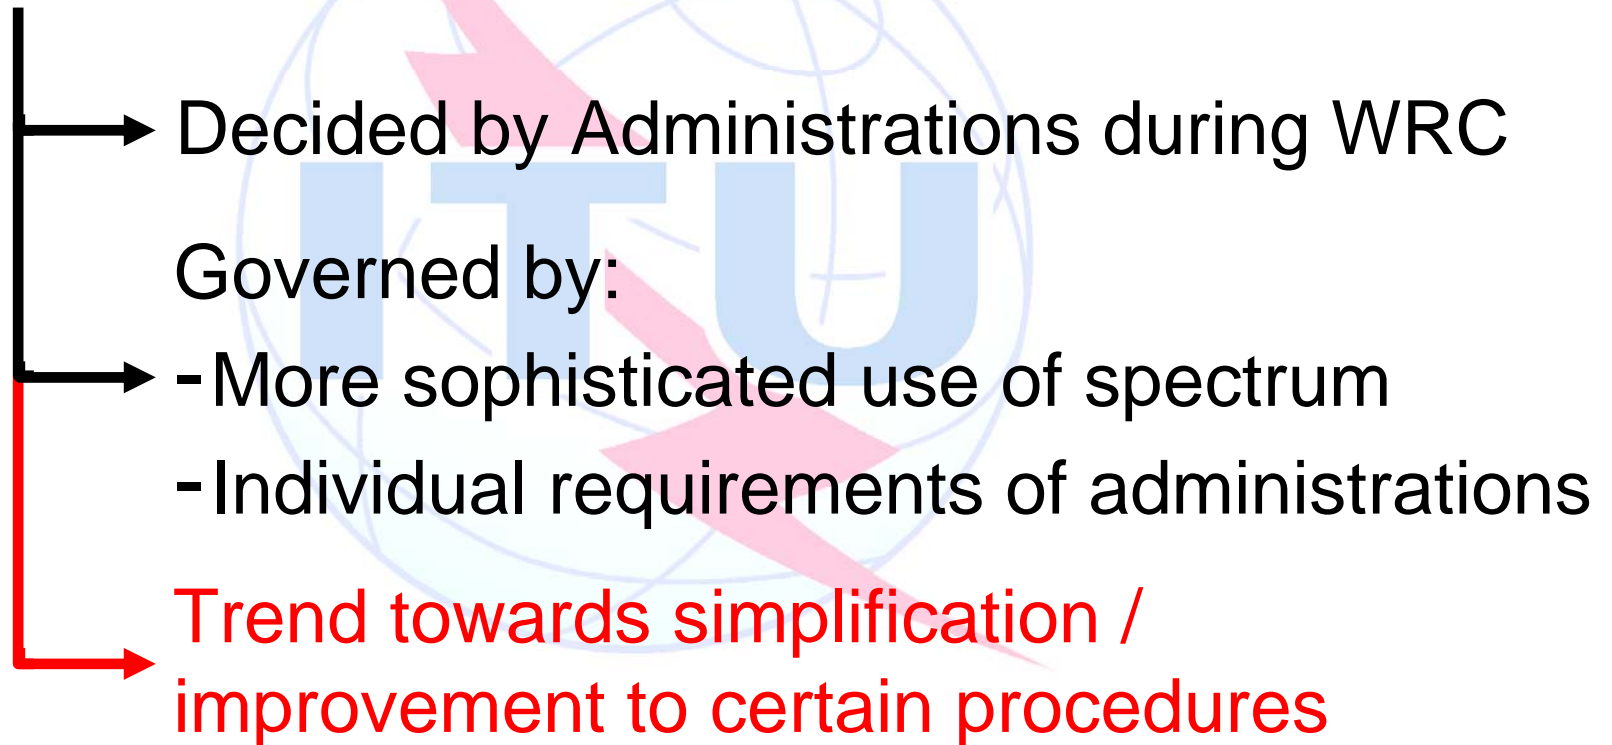 Decided by Administrations during WRC
Governed by:
-More sophisticated use of spectrum
-Individual requirements of administrations
Trend towards simplification /
improvement to certain procedures
ITU